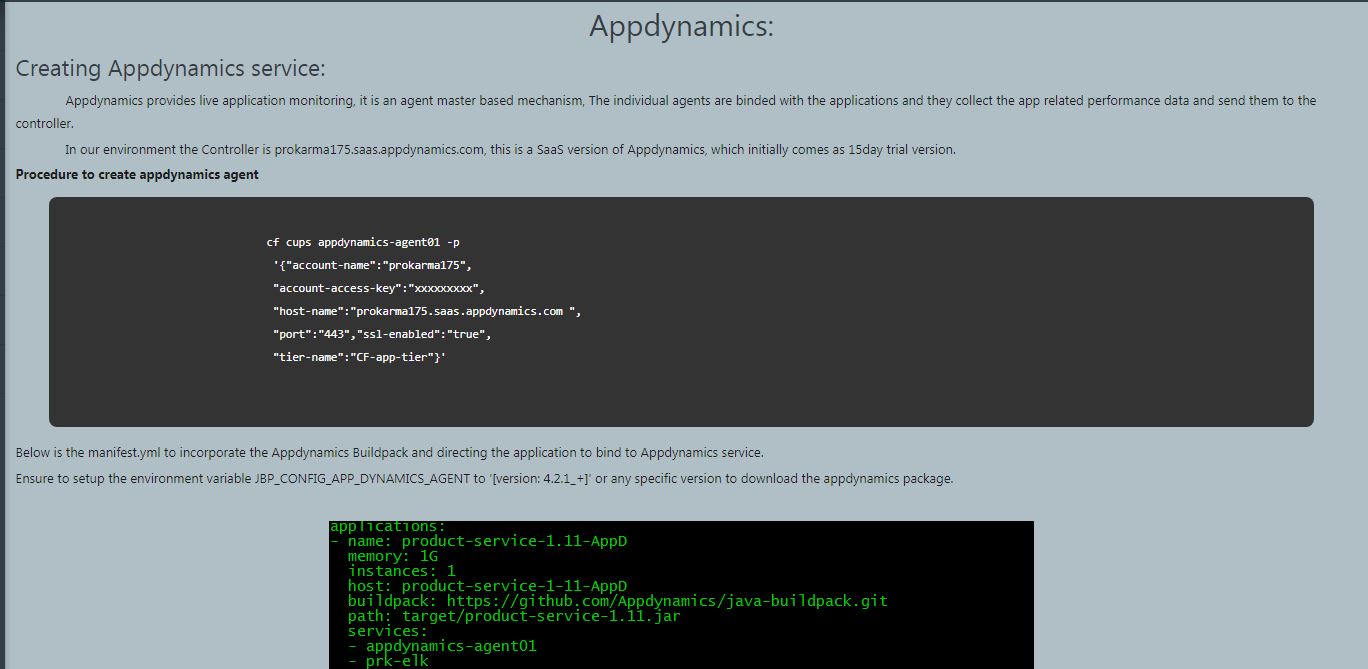 Appdynamics:
Creating Appdynamics service:
Appdynamics provides live application monitoring, it is an agent master based mechanism, The individual agents are binded with the applications and they collect the app related performance data and send them to the
controller.
In our environment the Controller is prokarma175.saas.appdynamics.com, this is a SaaS version of Appdynamics, which initially comes as 15day trial version.
Procedure to create appdynamics agent
cf cups appdynamics-agent01 -p
'{"account-name":"prokarma175",
"account-access-key":"xxxxxxxxx",
"host-name":"prokarma175.saas.appdynamics.com ",
"port":"443","ssl-enabled":"true",
"tier-name":"CF-app-tier"}'
Below is the manifest.yml to incorporate the Appdynamics Buildpack and directing the application to bind to Appdynamics service.
Ensure to setup the environment variable JBP_CONFIG_APP_DYNAMICS_AGENT to '[version: 4.2.1_+]' or any specific version to download the appdynamics package.
applications:
- name: product-service-1.11-AppD
memory: 1G
instances: 1
host: product-service-1-11-AppD
buildpack: https://github.com/Appdynamics/java-buildpack.git
path: target/product-service-1.11.jar
services:
- appdynamics-agent01
- prk-elk